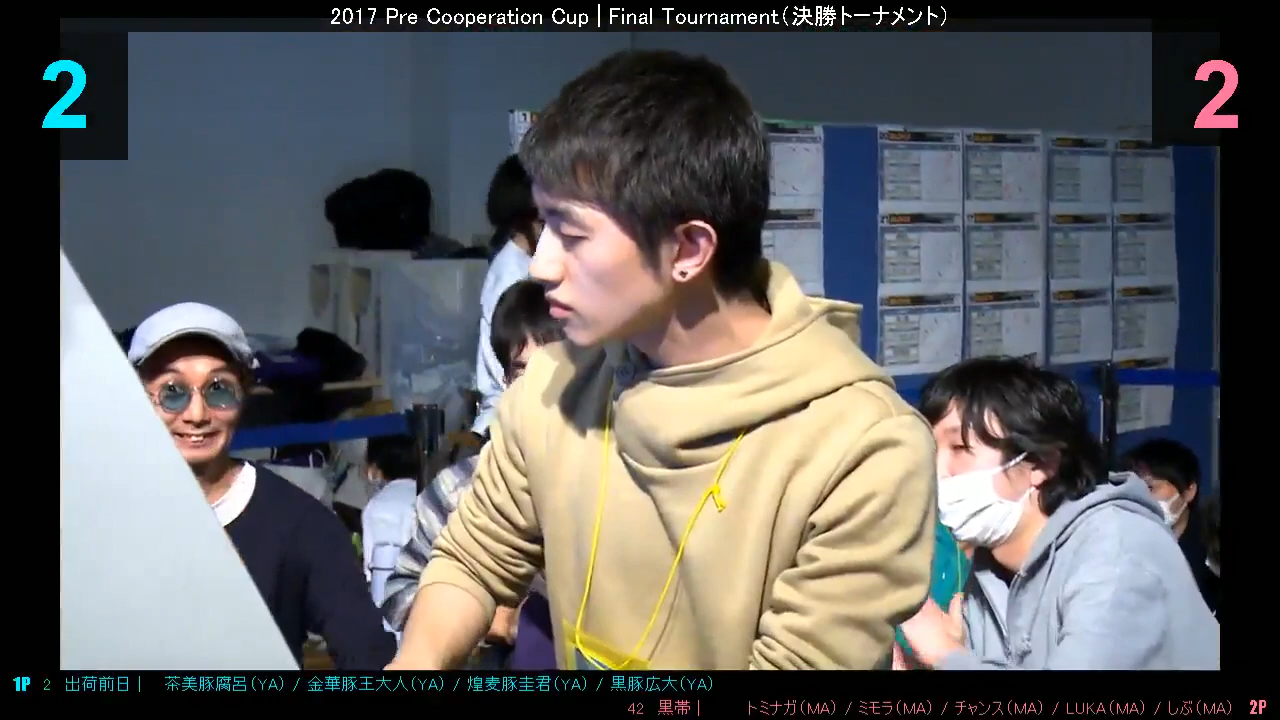 2017 Pre Cooperation Cup | Final Tournament(決勝トーナメント)
2
2
1P 2 出荷前日 | 茶美豚腐呂(YA) / 金華豚王大人(YA) / 煌麦豚圭君(YA) / 黒豚広大(YA)
42 黒帯 | トミナガ(MA) / ミモラ(MA) / チャンス(MA) / LUKA(MA) / しぶ(MA) 2P